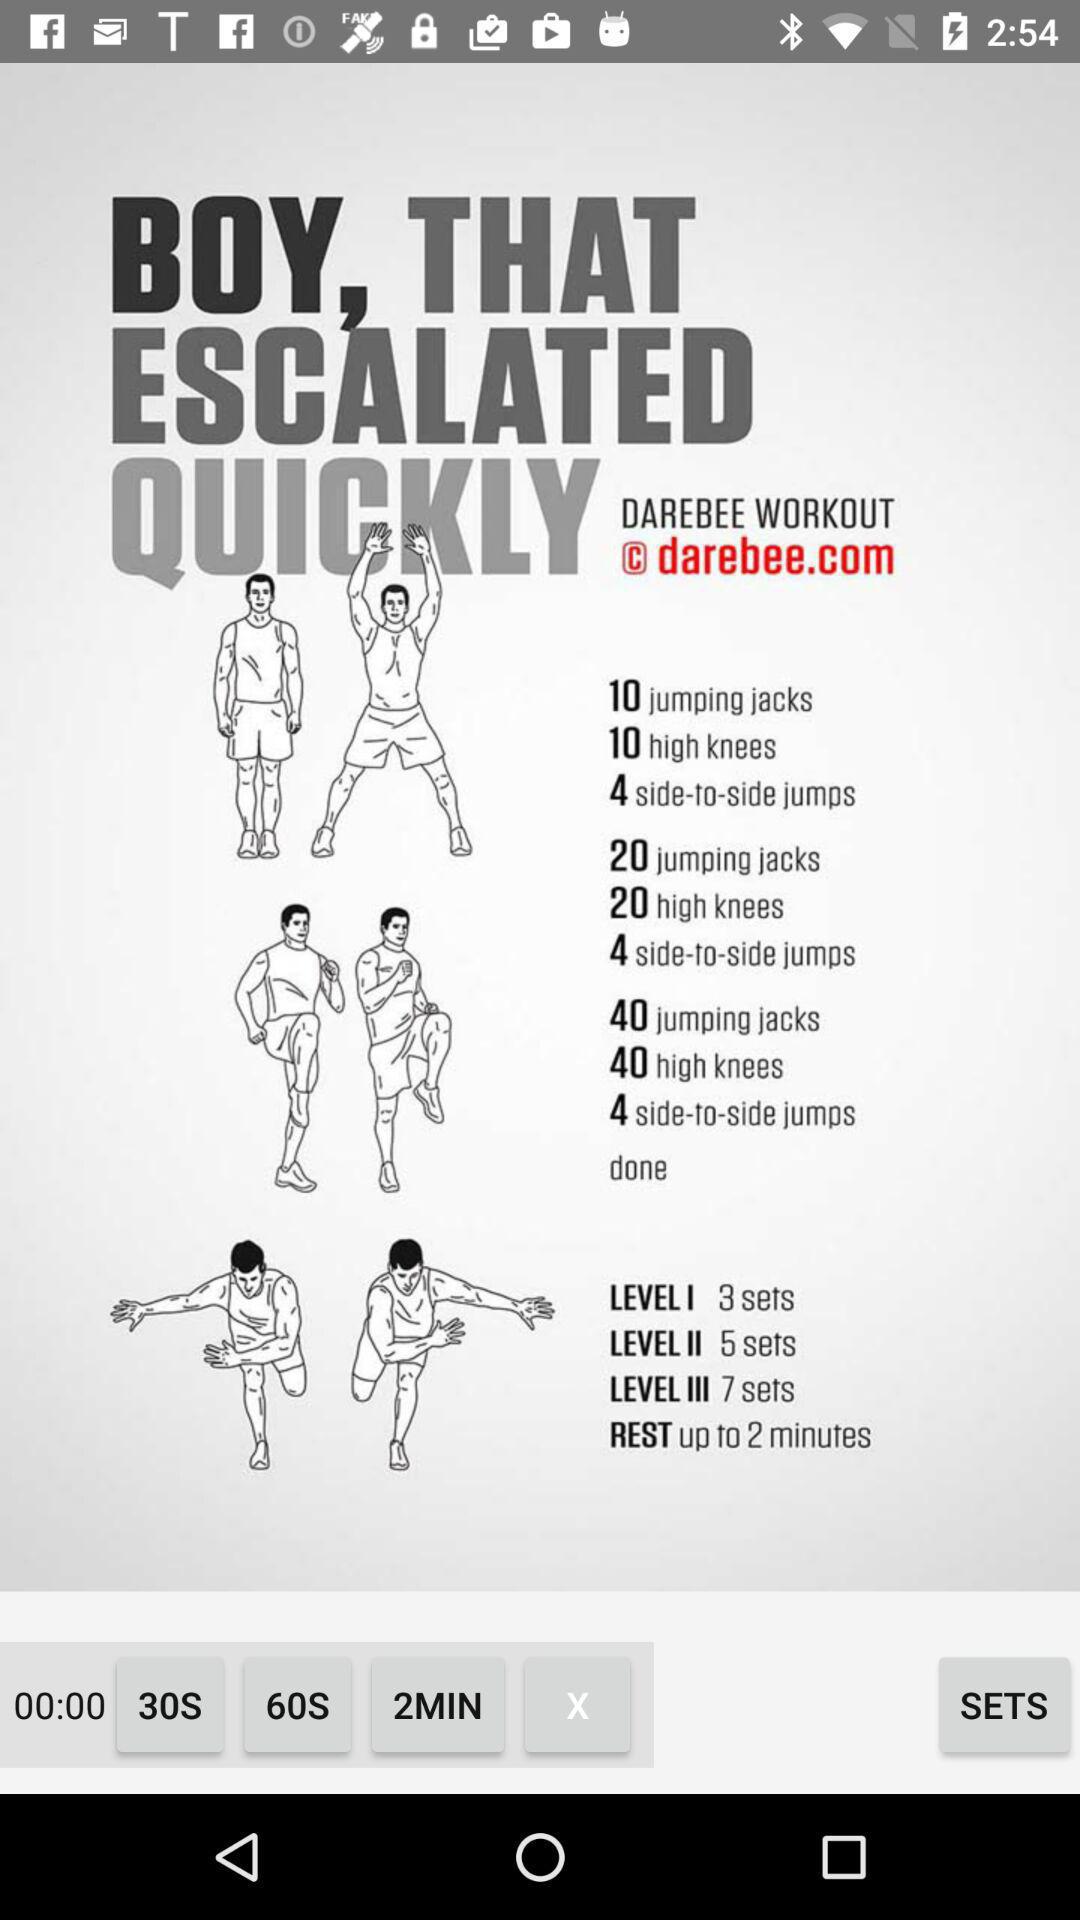 FAKE
2:54
BOY, THAT
ESCALATED
QUICKLY
DAREBEE WORKOUT
© darebee.com
10 jumping jacks
10 high knees
4 side-to-side jumps
20 jumping jacks
20 high knees
4 side-to-side jumps
40 jumping jacks
40 high knees
4 side-to-side jumps
done
LEVEL I 3 sets
LEVEL II 5 sets
LEVEL III 7 sets
REST up to 2 minutes
00:00 30S 60S 2MIN X SETS